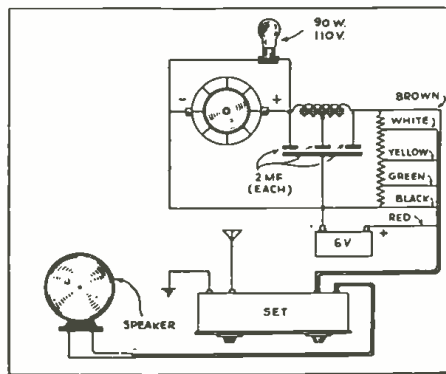 90 W.
110 V.
BROWN
- +
WHITE
YELLOW
2 MF
(EACH)
GREEN
BLACK
RED
6V +
SET
SPEAKER